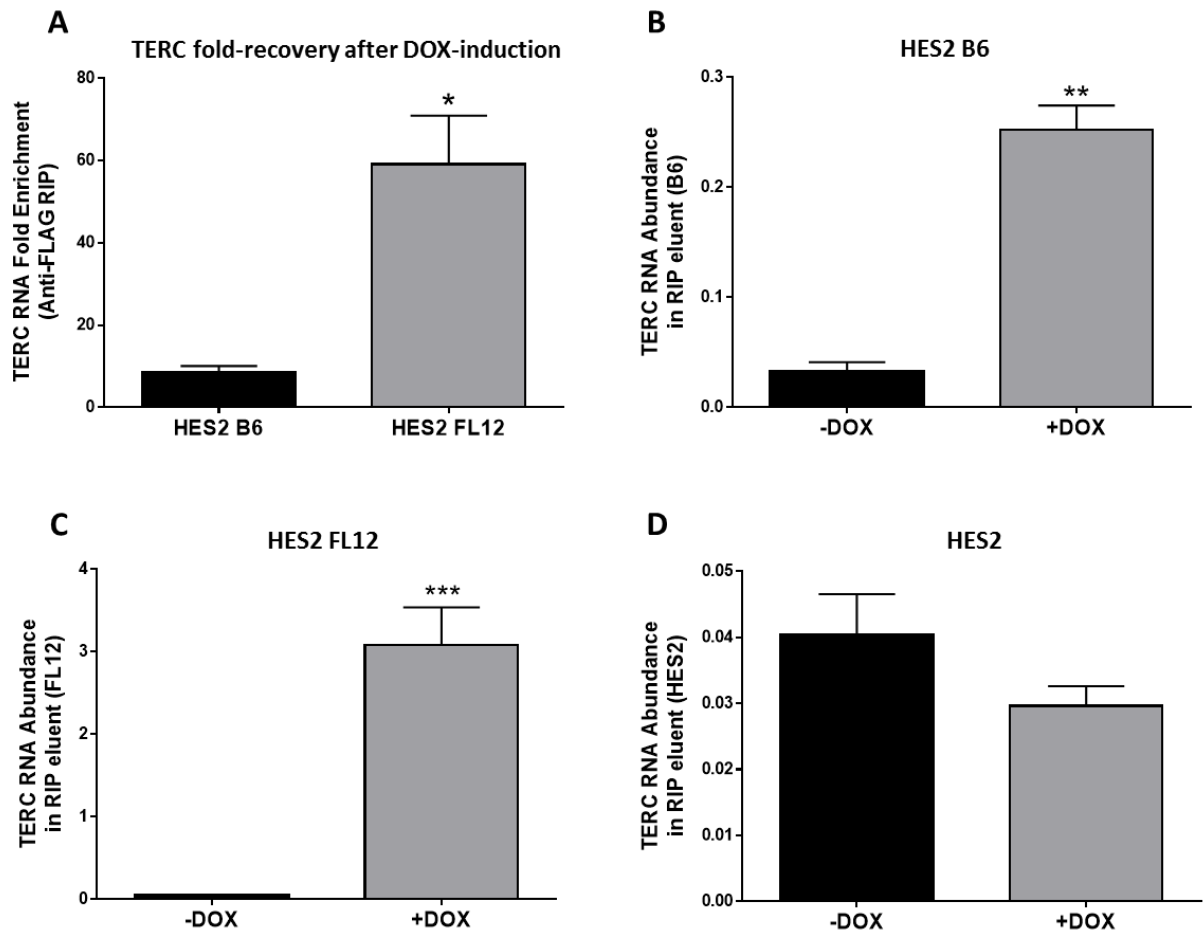 A
TERC fold-recovery after DOX-induction
TERC RNA Fold Enrichment
(Anti-FLAG RIP)
80
60
40
20
0
*
HES2 B6
HES2 FL12
B
HES2 B6
TERC RNA Abundance
in RIP eluent (B6)
0.3
0.2
0.1
0.0
**
-DOX
+DOX
C
HES2 FL12
TERC RNA Abundance
in RIP eluent (FL12)
4
3
2
1
0
***
-DOX
+DOX
D
HES2
TERC RNA Abundance
in RIP eluent (HES2)
0.05
0.04
0.03
0.02
0.01
0.00
-DOX
+DOX